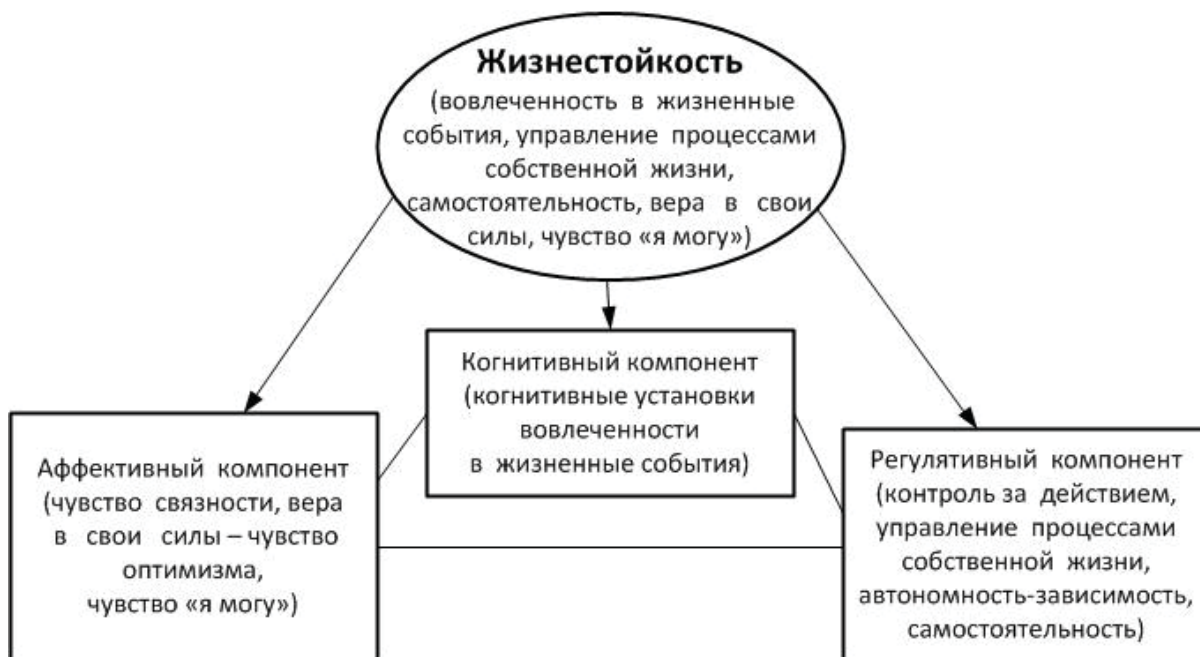 Жизнестойкость
(вовлеченность в жизненные
события, управление процессами
собственной жизни,
самостоятельность, вера в свои
силы, чувство «я могу»)
Когнитивный компонент
(когнитивные установки
вовлеченности
в жизненные события)
Аффективный компонент
(чувство связности, вера
в свои силы – чувство
оптимизма,
чувство «я могу»)
Регулятивный компонент
(контроль за действием,
управление процессами
собственной жизни,
автономность-зависимость,
самостоятельность)